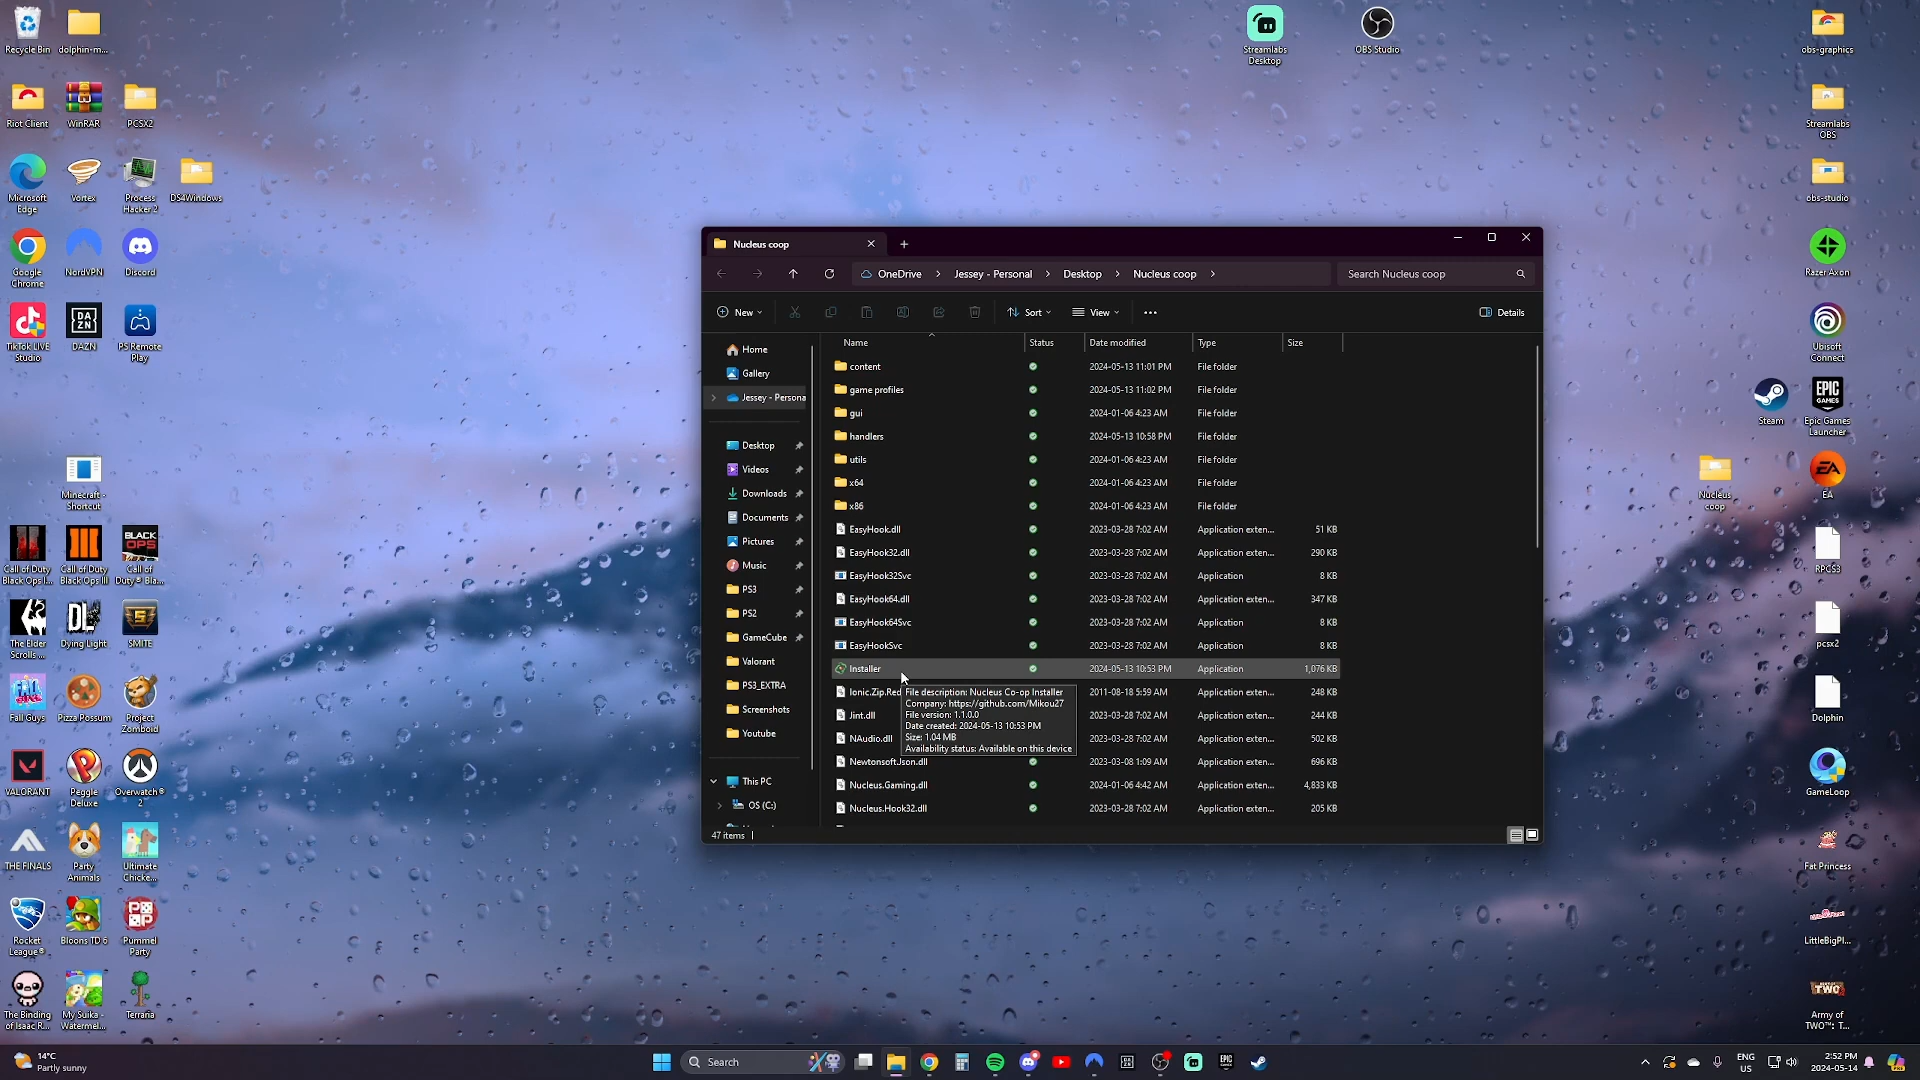 Recycle Bin
dolphin-m...
Riot Client
WinRAR
PCSX2
Microsoft
Edge
Vortex
Process
Hacker 2
DS4Windows
Google
Chrome
NordVPN
Discord
TikTok LIVE
Studio
DAZN
PS Remote
Play
Minecraft -
Shortcut
Call of Duty
Black Ops I...
Call of Duty
Black Ops III
Call of
Duty® Bla...
The Elder
Scrolls ...
Dying Light
SMITE
Fall Guys
Pizza Possum
Project
Zomboid
VALORANT
Peggle
Deluxe
Overwatch®
2
THE FINALS
Party
Animals
Ultimate
Chicke...
Rocket
League®
Bloons TD 6
Pummel
Party
The Binding
of Isaac R...
My Suika -
Watermel...
Terraria
Streamlabs
Desktop
OBS Studio
obs-graphics
Streamlabs
OBS
obs-studio
Razer Axon
Ubisoft
Connect
Steam
Epic Games
Launcher
Nucleus
coop
EA
RPCS3
pcsx2
Dolphin
GameLoop
Fat Princess
LittleBigPl...
Army of
TWO™: T...
Nucleus coop
OneDrive > Jessey - Personal > Desktop > Nucleus coop >
Search Nucleus coop
New
Sort
View
Details
Home
Gallery
Jessey - Persona
Desktop
Videos
Downloads
Documents
Pictures
Music
PS3
PS2
GameCube
Valorant
PS3_EXTRA
Screenshots
Youtube
This PC
OS (C:)
Name Status Date modified Type Size
content 2024-05-13 11:01 PM File folder
game profiles 2024-05-13 11:02 PM File folder
gui 2024-01-06 4:23 AM File folder
handlers 2024-05-13 10:58 PM File folder
utils 2024-01-06 4:23 AM File folder
x64 2024-01-06 4:23 AM File folder
x86 2024-01-06 4:23 AM File folder
EasyHook.dll 2023-03-28 7:02 AM Application exten... 51 KB
EasyHook32.dll 2023-03-28 7:02 AM Application exten... 290 KB
EasyHook32Svc 2023-03-28 7:02 AM Application 8 KB
EasyHook64.dll 2023-03-28 7:02 AM Application exten... 347 KB
EasyHook64Svc 2023-03-28 7:02 AM Application 8 KB
EasyHookSvc 2023-03-28 7:02 AM Application 8 KB
Installer 2024-05-13 10:53 PM Application 1,076 KB
Ionic.Zip.Red 2011-08-18 5:59 AM Application exten... 248 KB
Jint.dll 2023-03-28 7:02 AM Application exten... 244 KB
NAudio.dll 2023-03-28 7:02 AM Application exten... 502 KB
Newtonsoft.Json.dll 2023-03-08 1:09 AM Application exten... 696 KB
Nucleus.Gaming.dll 2024-01-06 4:42 AM Application exten... 4,833 KB
Nucleus.Hook32.dll 2023-03-28 7:02 AM Application exten... 205 KB
File description: Nucleus Co-op Installer
Company: https://github.com/Mikou27
File version: 1.1.0.0
Date created: 2024-05-13 10:53 PM
Size: 1.04 MB
Availability status: Available on this device
47 items
14°C
Partly sunny
Search
ENG
US
2:52 PM
2024-05-14